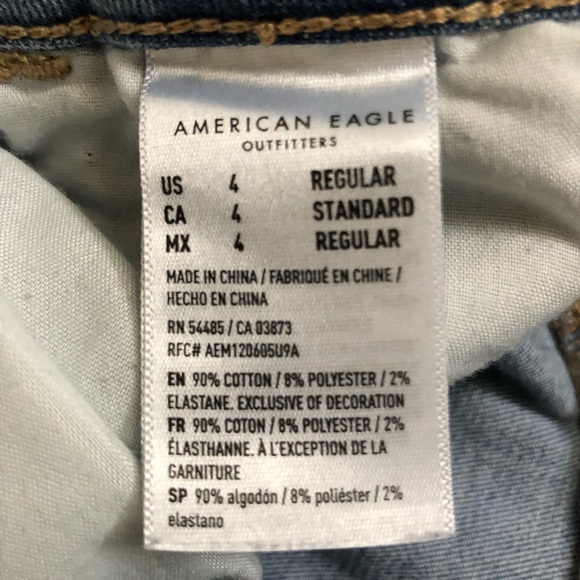 AMERICAN EAGLE
OUTFITTERS
US 4 REGULAR
CA 4 STANDARD
MX 4 REGULAR
MADE IN CHINA / FABRIQUÉ EN CHINE /
HECHO EN CHINA
RN 54485 / CA 03873
RFC# AEM120605U9A
EN 90% COTTON / 8% POLYESTER / 2%
ELASTANE. EXCLUSIVE OF DECORATION
FR 90% COTON / 8% POLYESTER / 2%
ÉLASTHANNE. À L'EXCEPTION DE LA
GARNITURE
SP 90% algodón / 8% poliéster / 2%
elastano